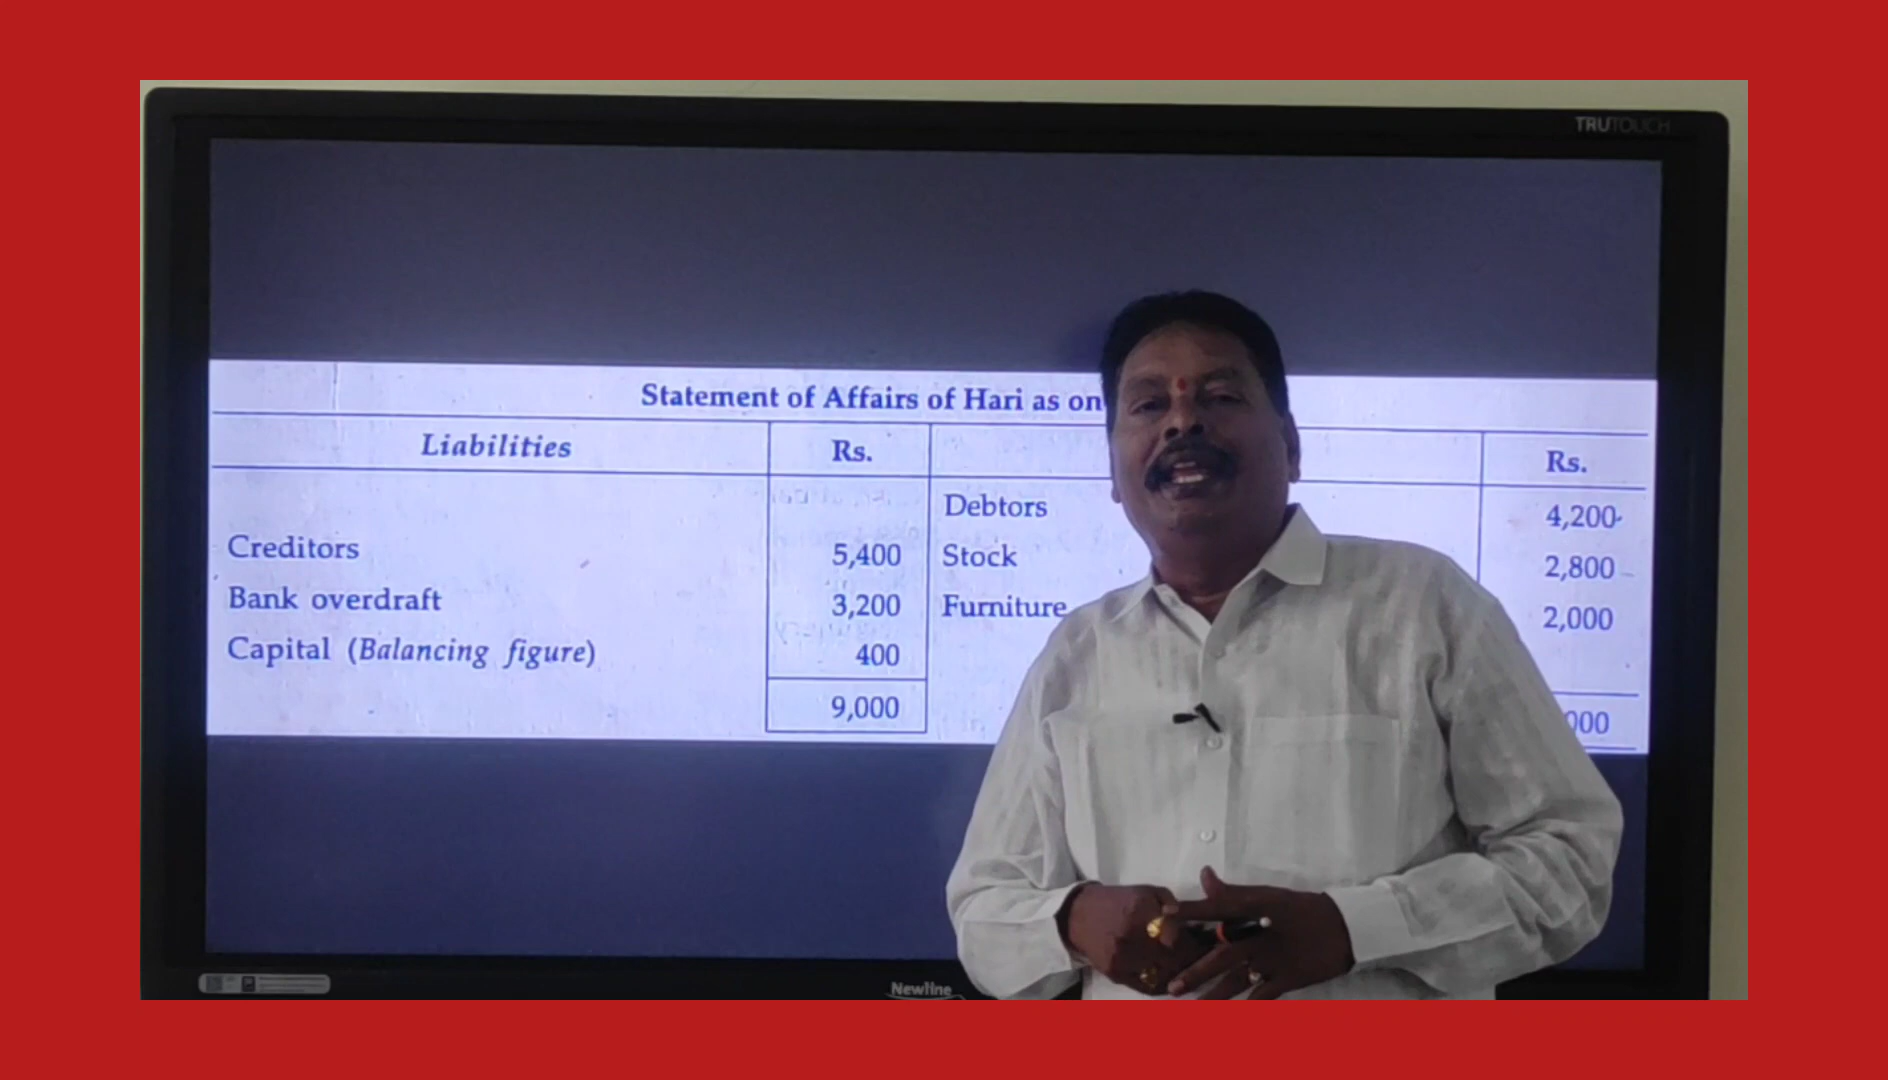 TRUTOUCH
Statement of Affairs of Hari as on
Liabilities Rs. Rs.
Debtors 4,200
Creditors 5,400 Stock 2,800
Bank overdraft 3,200 Furniture 2,000
Capital (Balancing figure) 400
9,000 000
Newline